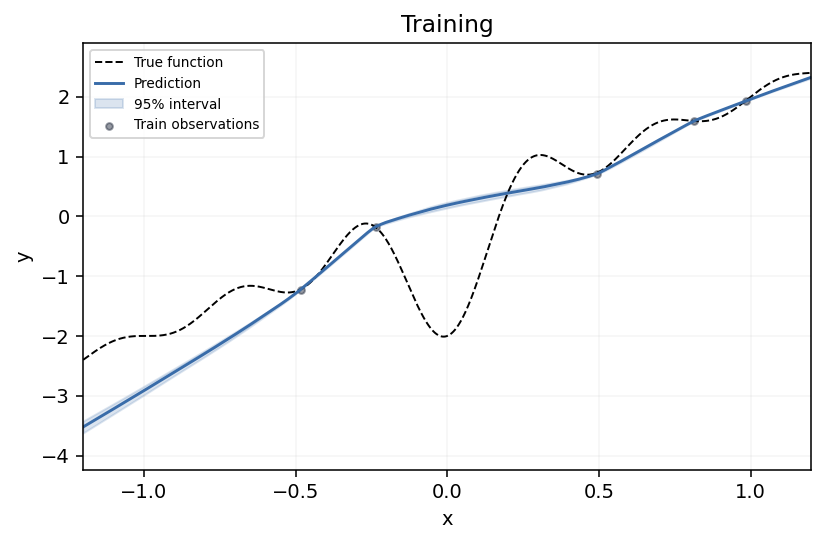 Training
True function
Prediction
95% interval
Train observations
2
1
0
−1
−2
−3
−4
y
−1.0 −0.5 0.0 0.5 1.0
x